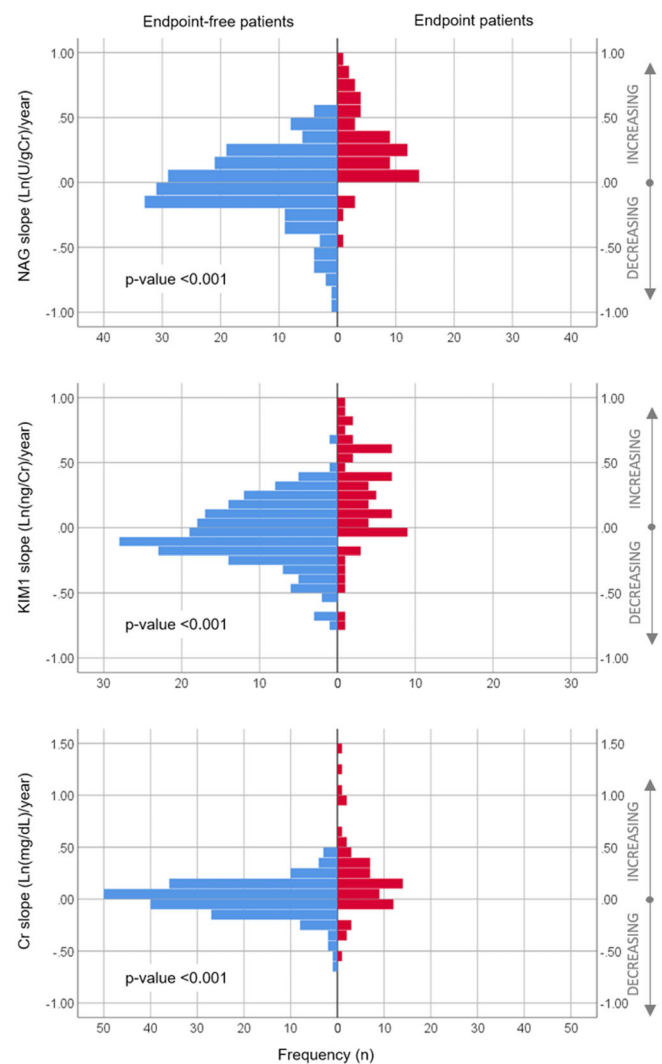 Endpoint-free patients Endpoint patients
NAG slope (Ln(U/gCr)/year)
1.00
.50
.00
-.50
-1.00
1.00
.50
.00
-.50
-1.00
INCREASING
DECREASING
p-value <0.001
40 30 20 10 0 10 20 30 40
KIM1 slope (Ln(ng/Cr)/year)
1.00
.50
.00
-.50
-1.00
1.00
.50
.00
-.50
-1.00
INCREASING
DECREASING
p-value <0.001
30 20 10 0 10 20 30
Cr slope (Ln(mg/dL)/year)
1.50
1.00
.50
.00
-.50
-1.00
1.50
1.00
.50
.00
-.50
-1.00
INCREASING
DECREASING
p-value <0.001
50 40 30 20 10 0 10 20 30 40 50
Frequency (n)